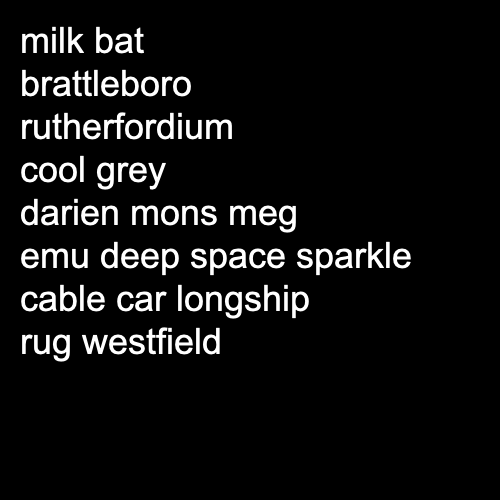 milk bat
brattleboro
rutherfordium
cool grey
darien mons meg
emu deep space sparkle
cable car longship
rug westfield